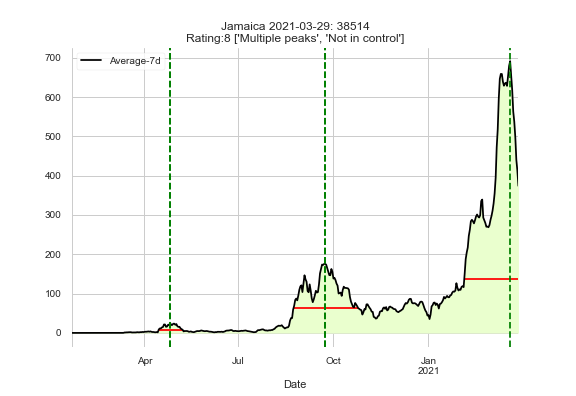 Jamaica 2021-03-29: 38514
Rating:8 ['Multiple peaks', 'Not in control']
Average-7d
700
600
500
400
300
200
100
0
Apr
Jul
Oct
Jan
2021
Date